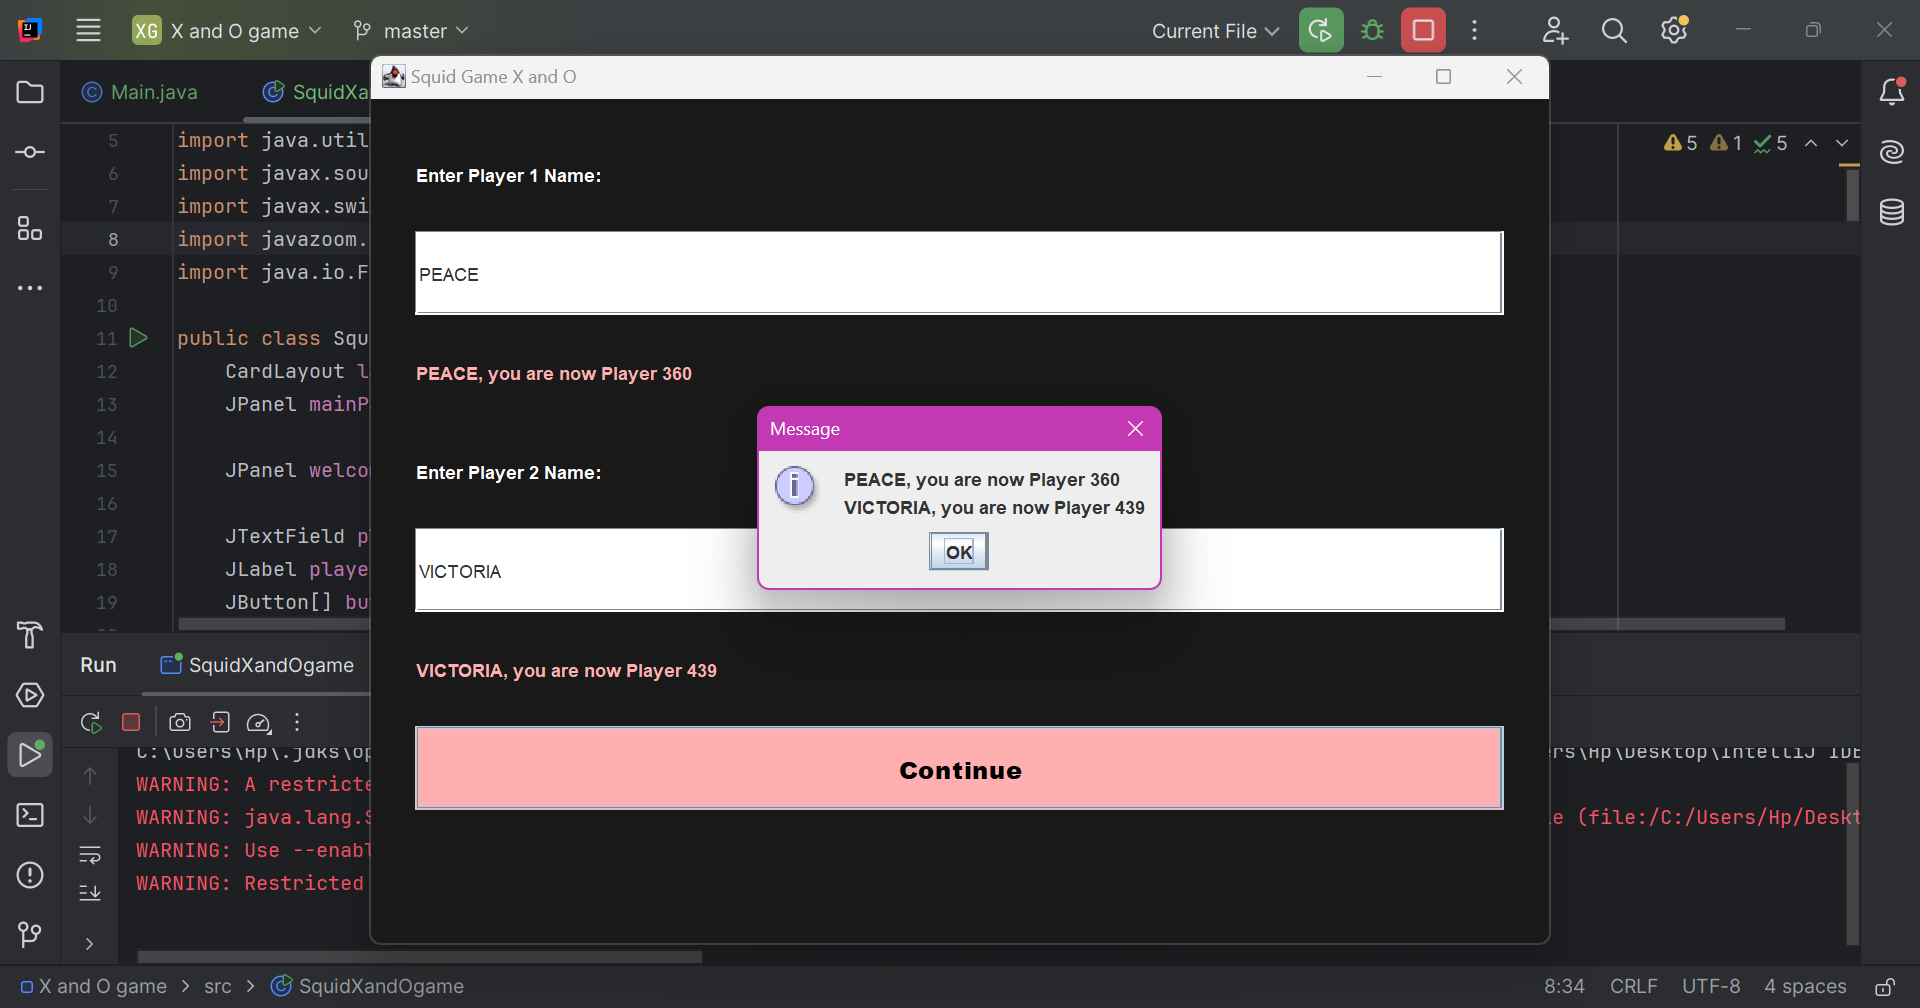 XG X and O game master Current File
Main.java SquidXa
Squid Game X and O
5 import java.util
6 import javax.sou
7 import javax.swi
8 import javazoom.
9 import java.io.F
10
11 public class Squ
12 CardLayout l
13 JPanel mainP
14
15 JPanel welco
16
17 JTextField p
18 JLabel playe
19 JButton[] bu
5 1 5
Enter Player 1 Name:
PEACE
PEACE, you are now Player 360
Enter Player 2 Name:
VICTORIA
VICTORIA, you are now Player 439
Continue
Message
PEACE, you are now Player 360
VICTORIA, you are now Player 439
OK
Run SquidXandOgame
C:\Users\Hp\.jdks\op ers\Hp\Desktop\IntelliJ IDE
WARNING: A restricte
WARNING: java.lang.S le (file:/C:/Users/Hp/Deskt
WARNING: Use --enabl
WARNING: Restricted
X and O game > src > SquidXandOgame 8:34 CRLF UTF-8 4 spaces